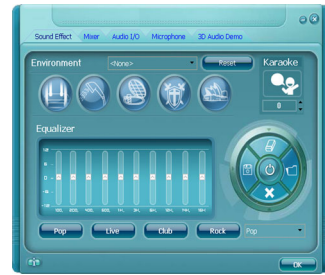 Sound Effect Mixer Audio I/O Microphone 3D Audio Demo
Environment <None> Reset Karaoke
0
Equalizer
Pop Live Club Rock Pop
OK